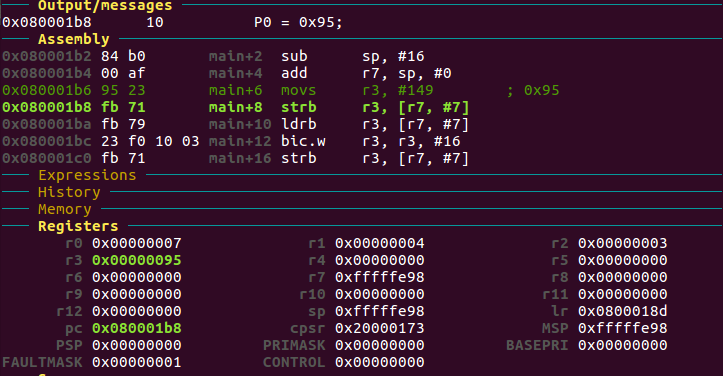 Output/messages
0x080001b8 10 P0 = 0x95;
Assembly
0x080001b2 84 b0 main+2 sub sp, #16
0x080001b4 00 af main+4 add r7, sp, #0
0x080001b6 95 23 main+6 movs r3, #149 ; 0x95
0x080001b8 fb 71 main+8 strb r3, [r7, #7]
0x080001ba fb 79 main+10 ldrb r3, [r7, #7]
0x080001bc 23 f0 10 03 main+12 bic.w r3, r3, #16
0x080001c0 fb 71 main+16 strb r3, [r7, #7]
Expressions
History
Memory
Registers
r0 0x00000007 r1 0x00000004 r2 0x00000003
r3 0x00000095 r4 0x00000000 r5 0x00000000
r6 0x00000000 r7 0xfffffe98 r8 0x00000000
r9 0x00000000 r10 0x00000000 r11 0x00000000
r12 0x00000000 sp 0xfffffe98 lr 0x0800018d
pc 0x080001b8 cpsr 0x20000173 MSP 0xfffffe98
PSP 0x00000000 PRIMASK 0x00000000 BASEPRI 0x00000000
FAULTMASK 0x00000001 CONTROL 0x00000000